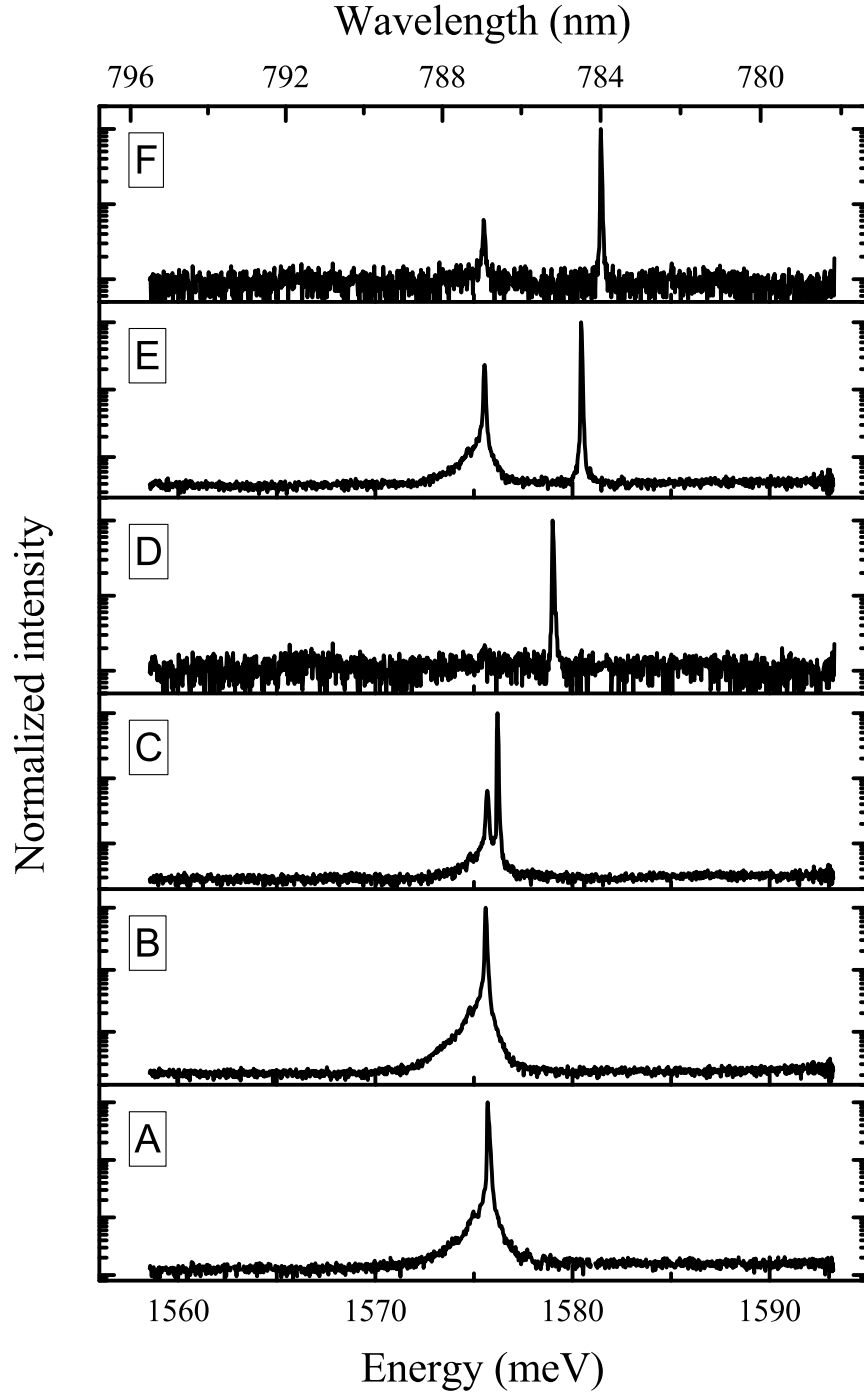 Wavelength (nm)
796 792 788 784 780
F
E
D
C
B
A
Normalized intensity
1560 1570 1580 1590
Energy (meV)